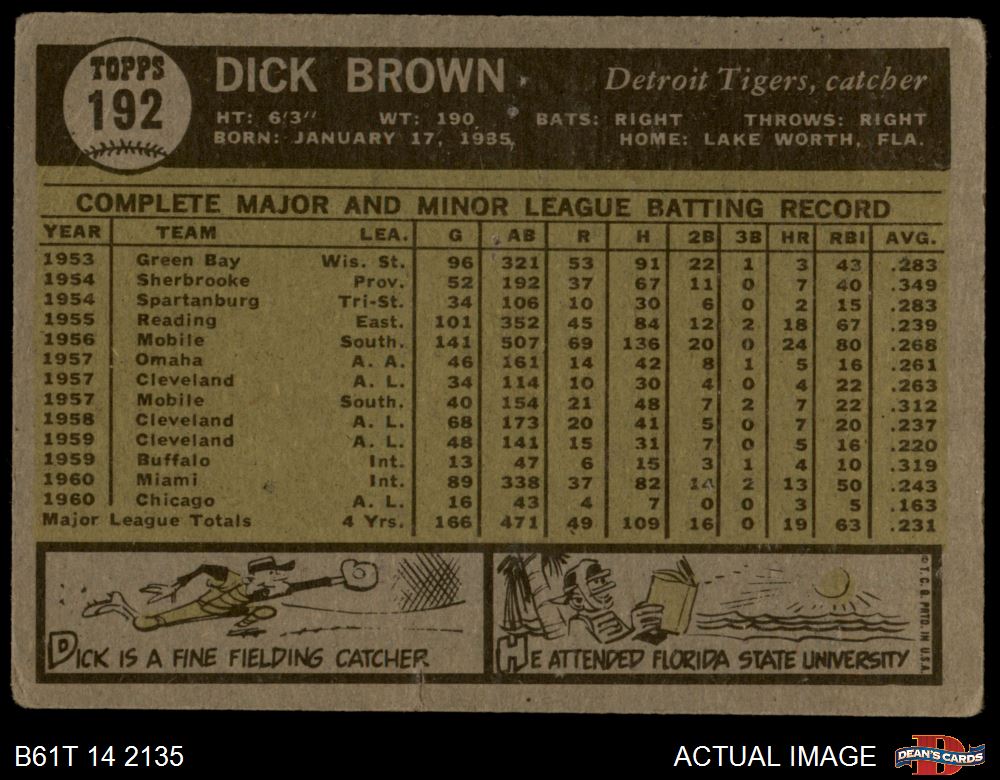 TOPPS
192
DICK BROWN
Detroit Tigers, catcher
HT: 6'3" WT: 190 BATS: RIGHT THROWS: RIGHT
BORN: JANUARY 17, 1935, HOME: LAKE WORTH, FLA.
COMPLETE MAJOR AND MINOR LEAGUE BATTING RECORD
YEAR TEAM LEA. G AB R H 2B 3B HR RBI AVG.
1953 Green Bay Wis. St. 96 321 53 91 22 1 3 43 .283
1954 Sherbrooke Prov. 52 192 37 67 11 0 7 40 .349
1954 Spartanburg Tri-St. 34 106 10 30 6 0 2 15 .283
1955 Reading East. 101 352 45 84 12 2 18 67 .239
1956 Mobile South. 141 507 69 136 20 0 24 80 .268
1957 Omaha A. A. 46 161 14 42 8 1 5 16 .261
1957 Cleveland A. L. 34 114 10 30 4 0 4 22 .263
1957 Mobile South. 40 154 21 48 7 2 7 22 .312
1958 Cleveland A. L. 68 173 20 41 5 0 7 20 .237
1959 Cleveland A. L. 48 141 15 31 7 0 5 16 .220
1959 Buffalo Int. 13 47 6 15 3 1 4 10 .319
1960 Miami Int. 89 338 37 82 14 2 13 50 .243
1960 Chicago A. L. 16 43 4 7 0 0 3 5 .163
Major League Totals 4 Yrs. 166 471 49 109 16 0 19 63 .231
DICK IS A FINE FIELDING CATCHER.
HE ATTENDED FLORIDA STATE UNIVERSITY
© T.C.G. PRTD. IN U.S.A.
B61T 14 2135
ACTUAL IMAGE
DEAN'S CARDS